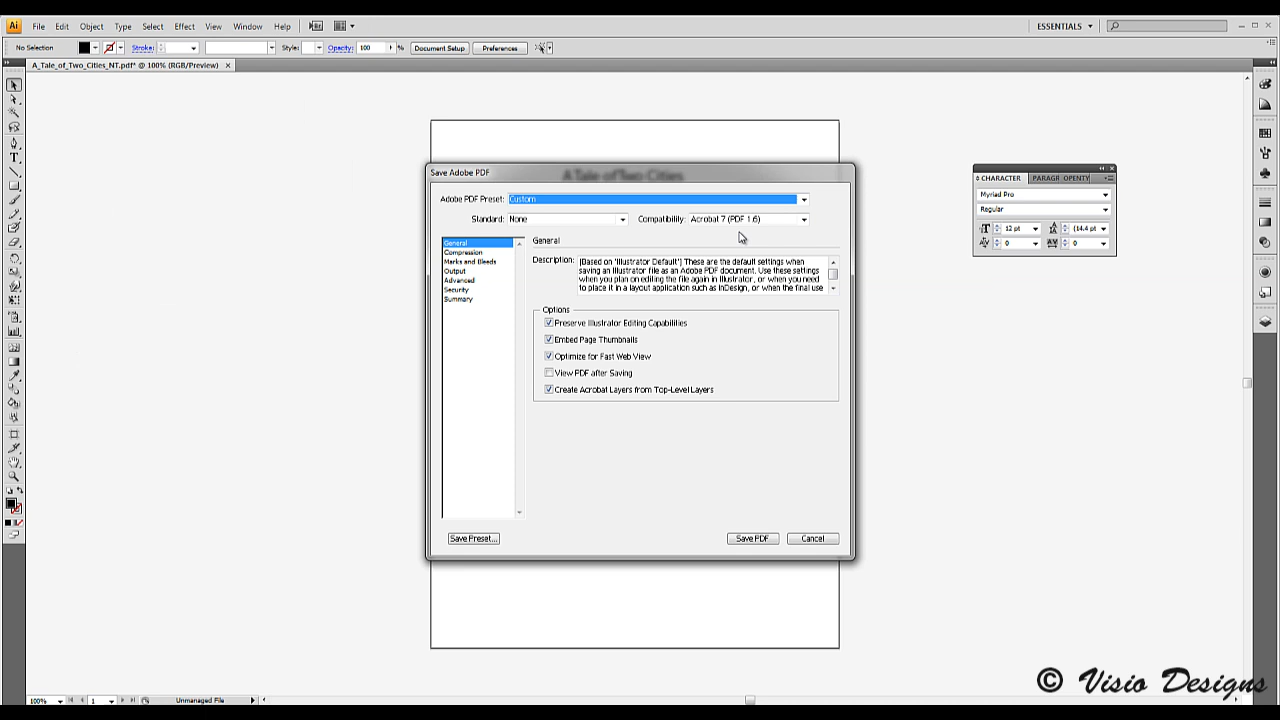 Ai File Edit Object Type Select Effect View Window Help Br ESSENTIALS
No Selection Stroke: Style: Opacity: 100 % Document Setup Preferences
A_Tale_of_Two_Cities_NT.pdf* @ 100% (RGB/Preview)
A Tale of Two Cities
Save Adobe PDF
Adobe PDF Preset: Custom
Standard: None Compatibility: Acrobat 7 (PDF 1.6)
General
Compression
Marks and Bleeds
Output
Advanced
Security
Summary
General
Description: [Based on 'Illustrator Default'] These are the default settings when
saving an Illustrator file as an Adobe PDF document. Use these settings
when you plan on editing the file again in Illustrator, or when you need
to place it in a layout application such as InDesign, or when the final use
Options
Preserve Illustrator Editing Capabilities
Embed Page Thumbnails
Optimize for Fast Web View
View PDF after Saving
Create Acrobat Layers from Top-Level Layers
Save Preset... Save PDF Cancel
CHARACTER PARAGR OPENTY
Myriad Pro
Regular
12 pt (14.4 pt
0 0
100% 1 Unmanaged File
© Visio Designs